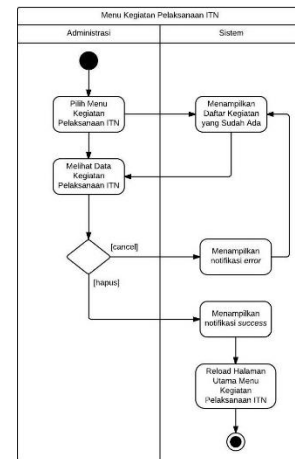 Menu Kegiatan Pelaksanaan ITN
Administrasi
Sistem
Pilih Menu
Kegiatan
Pelaksanaan ITN
Menampilkan
Daftar Kegiatan
yang Sudah Ada
Melihat Data
Kegiatan
Pelaksanaan ITN
[cancel]
Menampilkan
notifikasi error
[hapus]
Menampilkan
notifikasi success
Reload Halaman
Utama Menu
Kegiatan
Pelaksanaan ITN